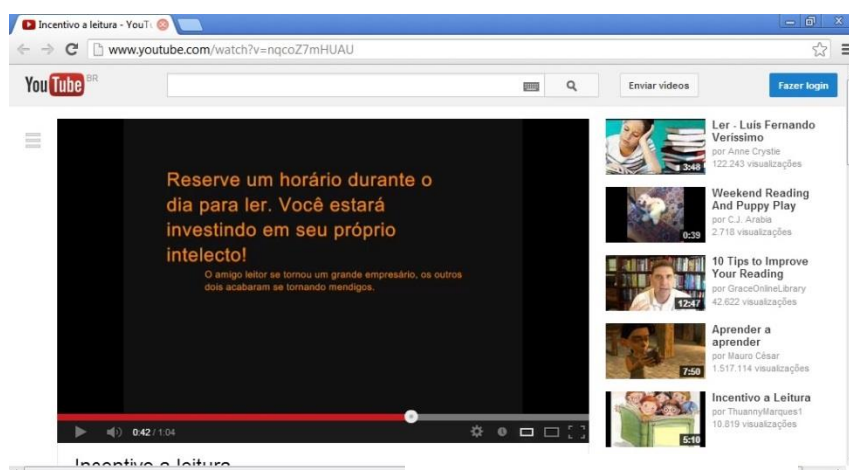 Incentivo a leitura - YouTu
www.youtube.com/watch?v=nqcoZ7mHUAU
YouTube BR
Enviar vídeos
Fazer login
Reserve um horário durante o
dia para ler. Você estará
investindo em seu próprio
intelecto!
O amigo leitor se tornou um grande empresário, os outros
dois acabaram se tornando mendigos.
0:42 / 1:04
Incentivo a leitura
Ler - Luis Fernando
Verissimo
por Anne Crystie
122.243 visualizações
3:48
Weekend Reading
And Puppy Play
por C.J. Arabia
2.718 visualizações
0:39
10 Tips to Improve
Your Reading
por GraceOnlineLibrary
42.622 visualizações
12:47
Aprender a
aprender
por Mauro César
1.517.114 visualizações
7:50
Incentivo a Leitura
por ThuannyMarques1
10.819 visualizações
5:10